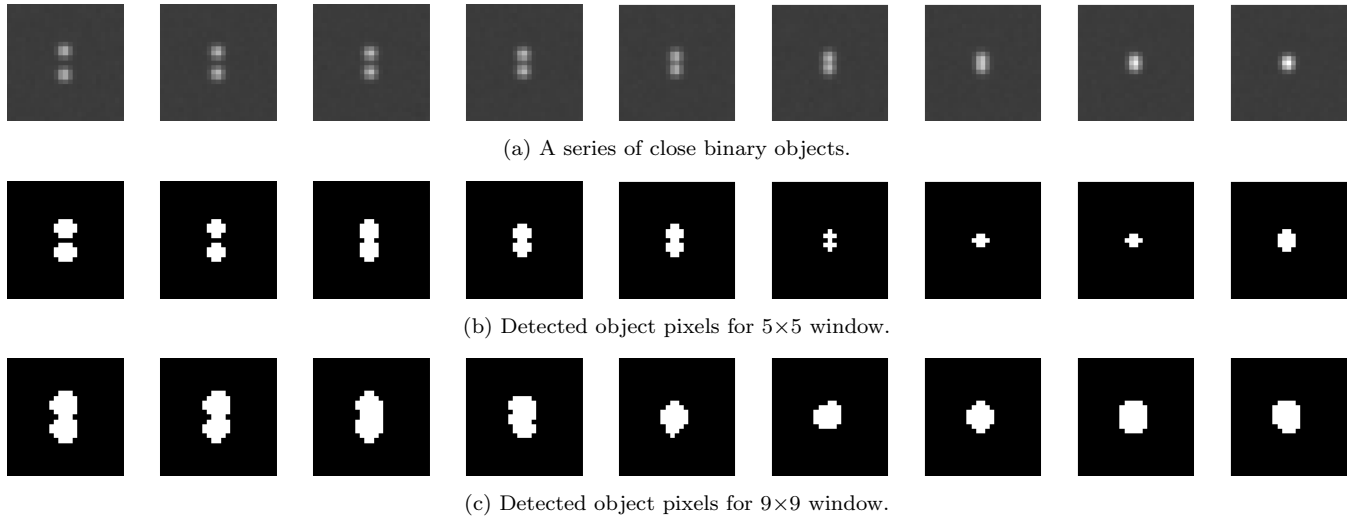 (a) A series of close binary objects.
(b) Detected object pixels for 5×5 window.
(c) Detected object pixels for 9×9 window.